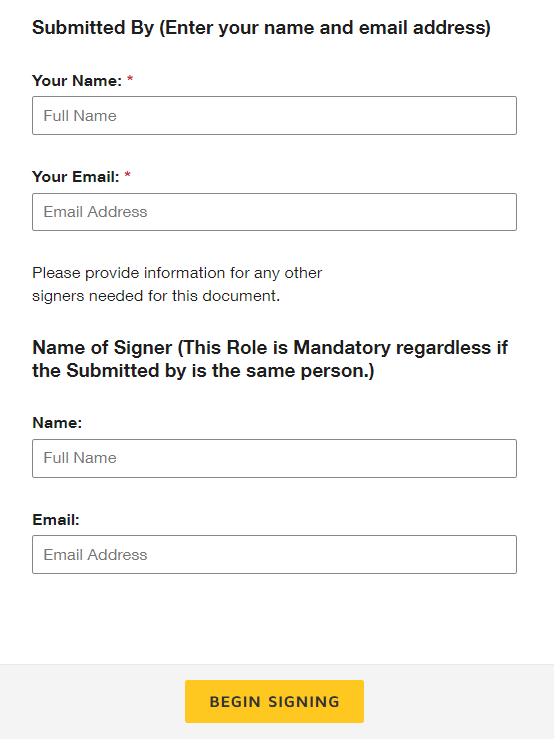 Submitted By (Enter your name and email address)
Your Name: *
Full Name
Your Email: *
Email Address
Please provide information for any other
signers needed for this document.
Name of Signer (This Role is Mandatory regardless if
the Submitted by is the same person.)
Name:
Full Name
Email:
Email Address
BEGIN SIGNING